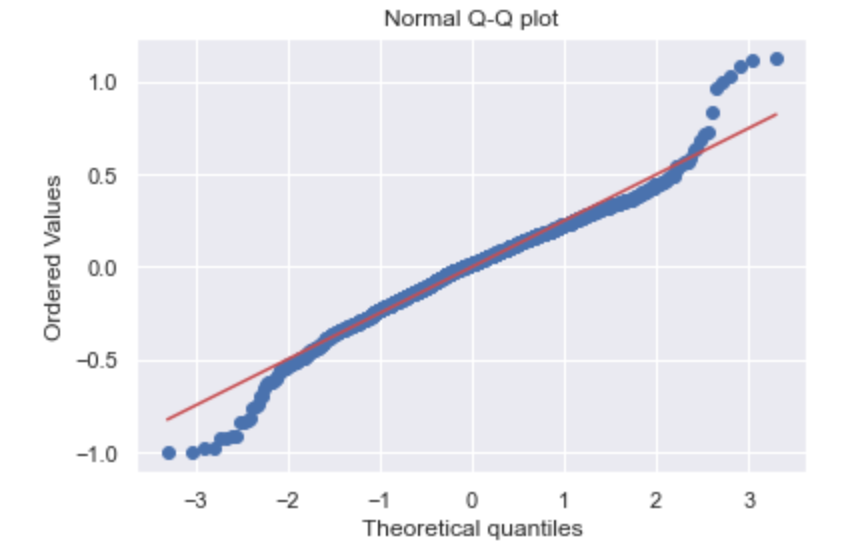 Normal Q-Q plot
1.0
0.5
0.0
−0.5
−1.0
Ordered Values
−3 −2 −1 0 1 2 3
Theoretical quantiles